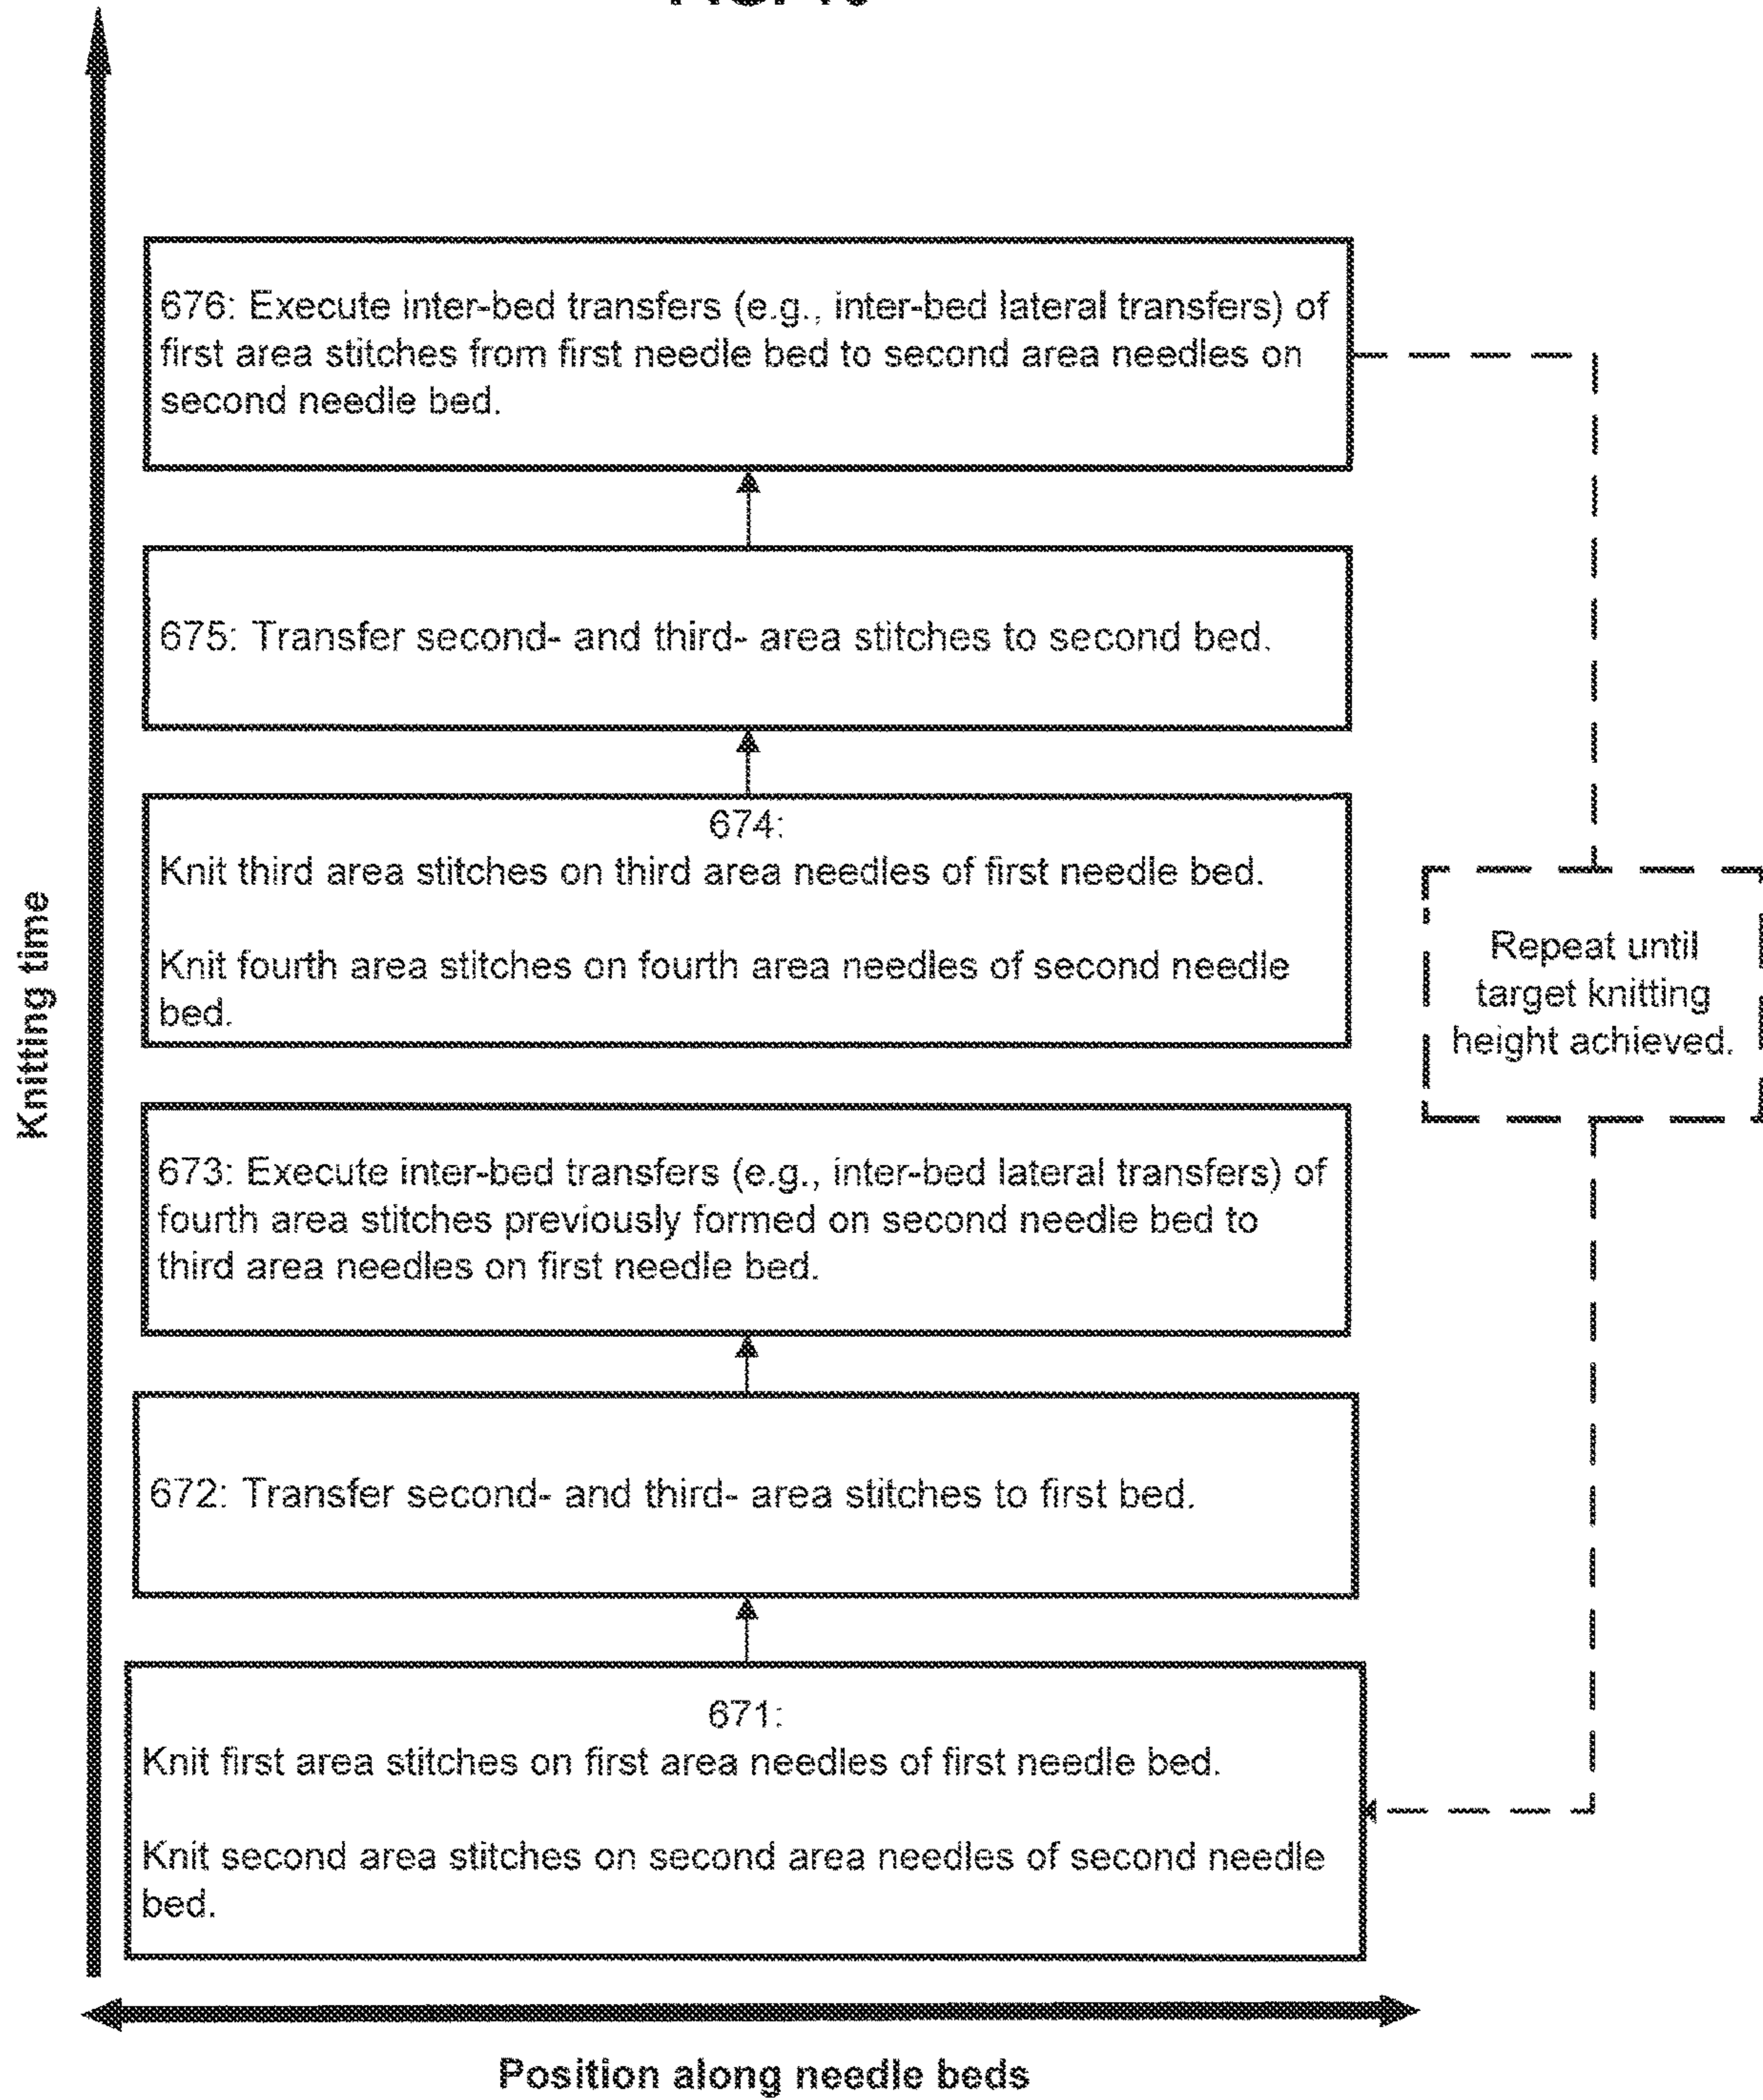 676: Execute inter-bed transfers (e.g., inter-bed lateral transfers) of
first area stitches from first needle bed to second area needles on
second needle bed.
675: Transfer second- and third- area stitches to second bed.
674:
Knit third area stitches on third area needles of first needle bed.
Knit fourth area stitches on fourth area needles of second needle
bed.
Knitting time
Repeat until
target knitting
height achieved.
673: Execute inter-bed transfers (e.g., inter-bed lateral transfers) of
fourth area stitches previously formed on second needle bed to
third area needles on first needle bed.
672: Transfer second- and third- area stitches to first bed.
671:
Knit first area stitches on first area needles of first needle bed.
Knit second area stitches on second area needles of second needle
bed.
Position along needle beds